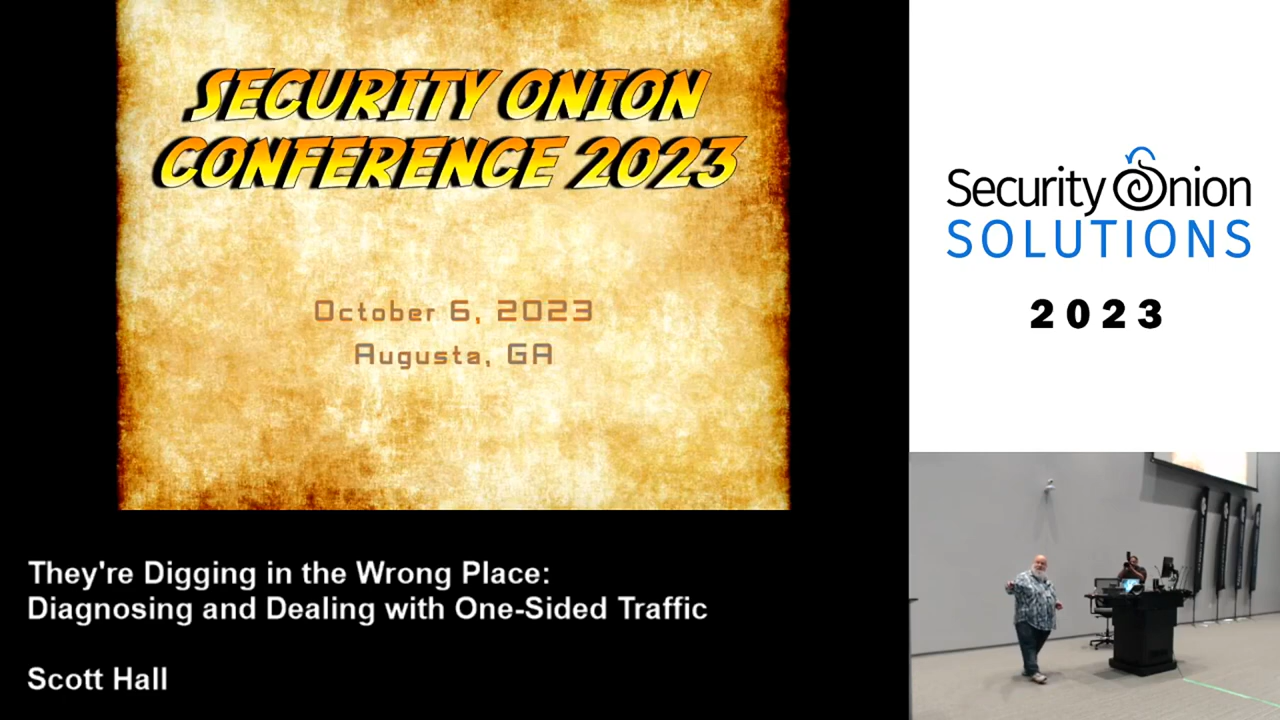 SECURITY ONION
CONFERENCE 2023
October 6, 2023
Augusta, GA
They're Digging in the Wrong Place:
Diagnosing and Dealing with One-Sided Traffic
Scott Hall
Security Onion
SOLUTIONS
2023